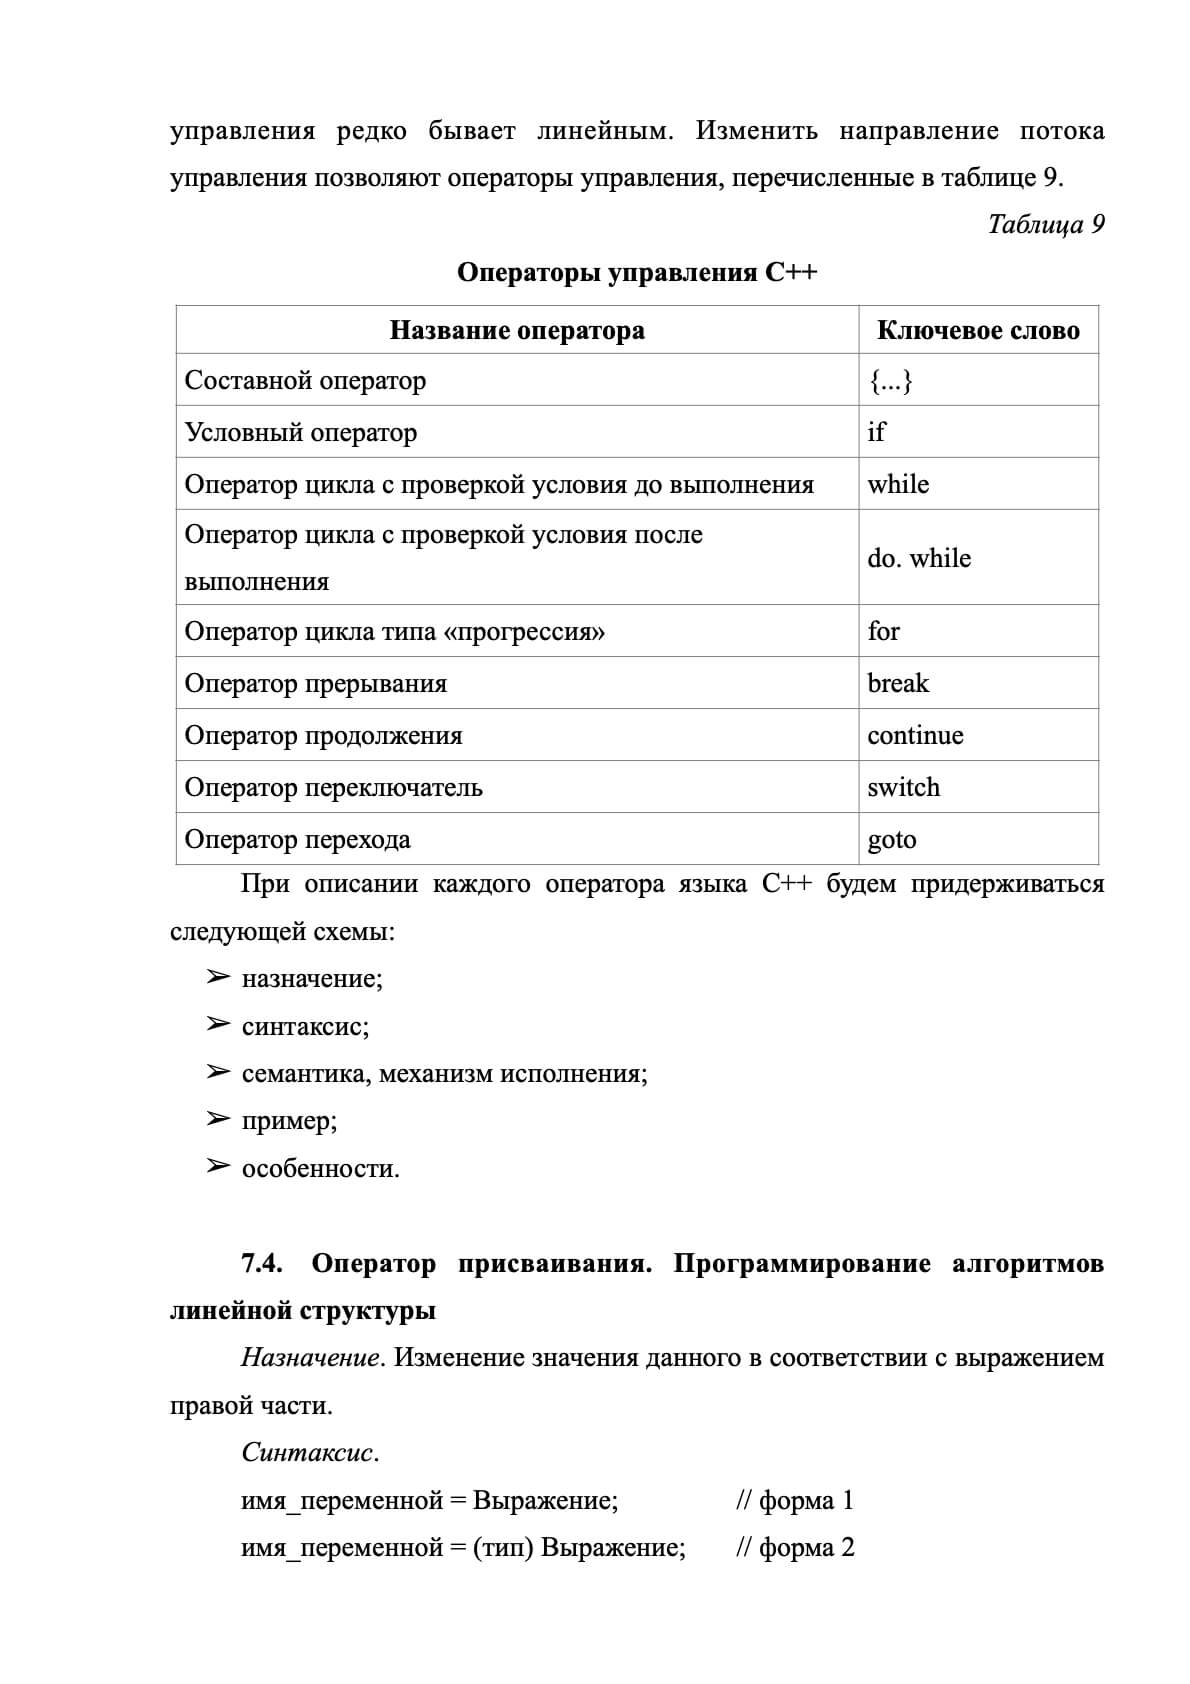 управления редко бывает линейным. Изменить направление потока
управления позволяют операторы управления, перечисленные в таблице 9.
Таблица 9
Операторы управления С++
Название оператора Ключевое слово
Составной оператор {...}
Условный оператор if
Оператор цикла с проверкой условия до выполнения while
Оператор цикла с проверкой условия после
выполнения do. while
Оператор цикла типа «прогрессия» for
Оператор прерывания break
Оператор продолжения continue
Оператор переключатель switch
Оператор перехода goto
При описании каждого оператора языка С++ будем придерживаться
следующей схемы:
➢ назначение;
➢ синтаксис;
➢ семантика, механизм исполнения;
➢ пример;
➢ особенности.
7.4. Оператор присваивания. Программирование алгоритмов
линейной структуры
Назначение. Изменение значения данного в соответствии с выражением
правой части.
Синтаксис.
имя_переменной = Выражение; // форма 1
имя_переменной = (тип) Выражение; // форма 2